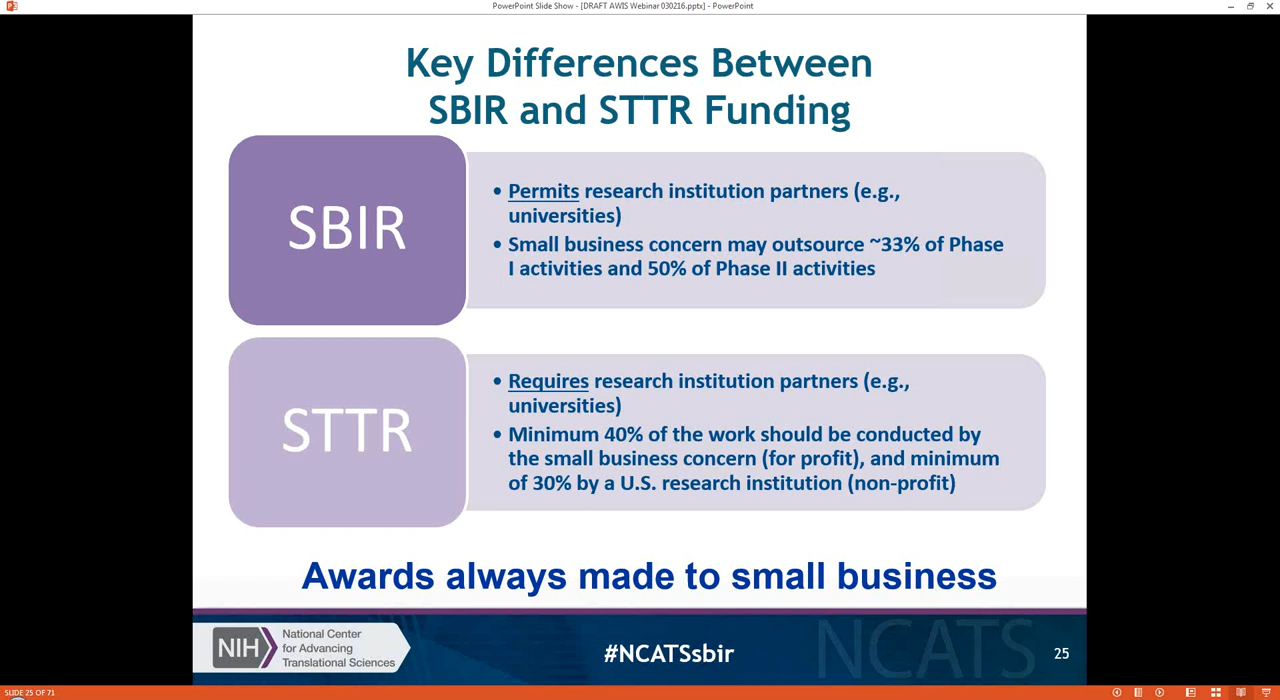 PowerPoint Slide Show - [DRAFT AWIS Webinar 030216.pptx] - PowerPoint
Key Differences Between
SBIR and STTR Funding
SBIR
• Permits research institution partners (e.g.,
universities)
• Small business concern may outsource ~33% of Phase
I activities and 50% of Phase II activities
STTR
• Requires research institution partners (e.g.,
universities)
• Minimum 40% of the work should be conducted by
the small business concern (for profit), and minimum
of 30% by a U.S. research institution (non-profit)
Awards always made to small business
NIH
National Center
for Advancing
Translational Sciences
#NCATSsbir
NCATS
25
SLIDE 25 OF 71